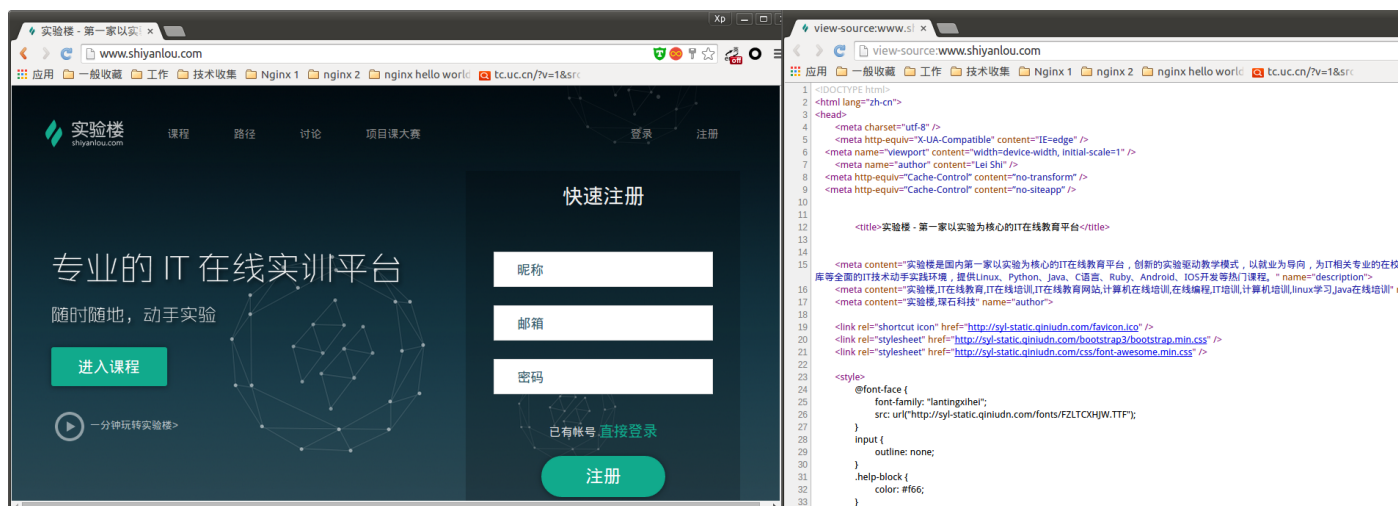 Xp
实验楼 - 第一家以实
www.shiyanlou.com
off
应用 一般收藏 工作 技术收集 Nginx 1 nginx 2 nginx hello world tc.uc.cn/?v=1&src
实验楼 课程 路径 讨论 项目课大赛 登录 注册
shiyanlou.com
快速注册
专业的 IT 在线实训平台
昵称
随时随地，动手实验
邮箱
进入课程
密码
一分钟玩转实验楼>
已有帐号 直接登录
注册
view-source:www.sl
view-source:www.shiyanlou.com
应用 一般收藏 工作 技术收集 Nginx 1 nginx 2 nginx hello world tc.uc.cn/?v=1&src
1 <!DOCTYPE html>
2 <html lang="zh-cn">
3 <head>
4 <meta charset="utf-8" />
5 <meta http-equiv="X-UA-Compatible" content="IE=edge" />
6 <meta name="viewport" content="width=device-width, initial-scale=1" />
7 <meta name="author" content="Lei Shi" />
8 <meta http-equiv="Cache-Control" content="no-transform" />
9 <meta http-equiv="Cache-Control" content="no-siteapp" />
10
11
12 <title>实验楼 - 第一家以实验为核心的IT在线教育平台</title>
13
14
15 <meta content="实验楼是国内第一家以实验为核心的IT在线教育平台，创新的实验驱动教学模式，以就业为导向，为IT相关专业的在校
库等全面的IT技术动手实践环境，提供Linux、Python、Java、C语言、Ruby、Android、IOS开发等热门课程。" name="description">
16 <meta content="实验楼,IT在线教育,IT在线培训,IT在线教育网站,计算机在线培训,在线编程,IT培训,计算机培训,linux学习,Java在线培训"
17 <meta content="实验楼,琛石科技" name="author">
18
19 <link rel="shortcut icon" href="http://syl-static.qiniudn.com/favicon.ico" />
20 <link rel="stylesheet" href="http://syl-static.qiniudn.com/bootstrap3/bootstrap.min.css" />
21 <link rel="stylesheet" href="http://syl-static.qiniudn.com/css/font-awesome.min.css" />
22
23 <style>
24 @font-face {
25 font-family: "lantingxihei";
26 src: url("http://syl-static.qiniudn.com/fonts/FZLTCXHJW.TTF");
27 }
28 input {
29 outline: none;
30 }
31 .help-block {
32 color: #f66;
33 }